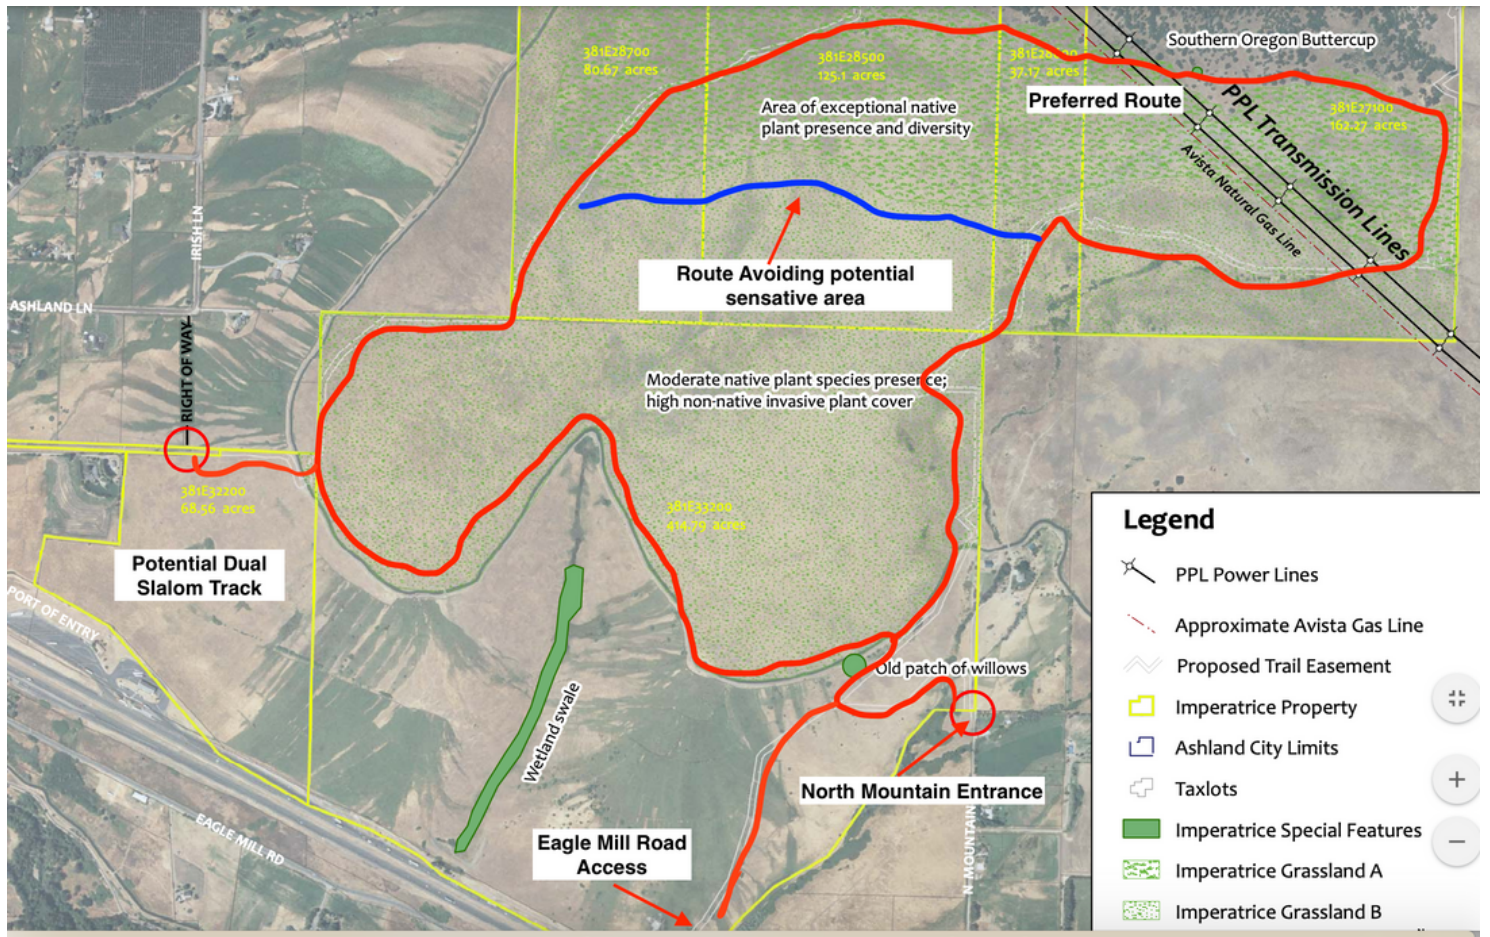 Southern Oregon Buttercup
381E28700
80.67 acres
381E28500
125.1 acres
37.17 acres
Preferred Route
381E27100
162.27 acres
Area of exceptional native
plant presence and diversity
PPL Transmission Lines
Avista Natural Gas Line
IRISH LN
ASHLAND LN
RIGHT OF WAY
Route Avoiding potential
sensative area
Moderate native plant species presence;
high non-native invasive plant cover
381E32200
68.56 acres
381E33200
414.79 acres
Potential Dual
Slalom Track
PORT OF ENTRY
Wetland swale
Old patch of willows
North Mountain Entrance
N MOUNTAIN
EAGLE MILL RD
Eagle Mill Road
Access
Legend
PPL Power Lines
Approximate Avista Gas Line
Proposed Trail Easement
Imperatrice Property
Ashland City Limits
Taxlots
Imperatrice Special Features
Imperatrice Grassland A
Imperatrice Grassland B
+
−